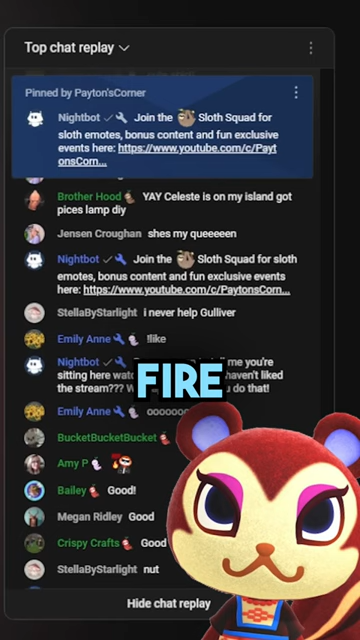 Top chat replay
Pinned by Payton'sCorner
Nightbot Join the Sloth Squad for
sloth emotes, bonus content and fun exclusive
events here: https://www.youtube.com/c/Payt
onsCorn...
Brother Hood YAY Celeste is on my island got
pices lamp diy
Jensen Croughan shes my queeeeen
Nightbot Join the Sloth Squad for sloth
emotes, bonus content and fun exclusive events
here: https://www.youtube.com/c/PaytonsCorn...
StellaByStarlight i never help Gulliver
Emily Anne !like
Nightbot me you're
sitting here haven't liked
the stream??? do that!
FIRE
Emily Anne
BucketBucketBucket
Amy P
Bailey Good!
Megan Ridley Good
Crispy Crafts Good
StellaByStarlight nut
Hide chat replay